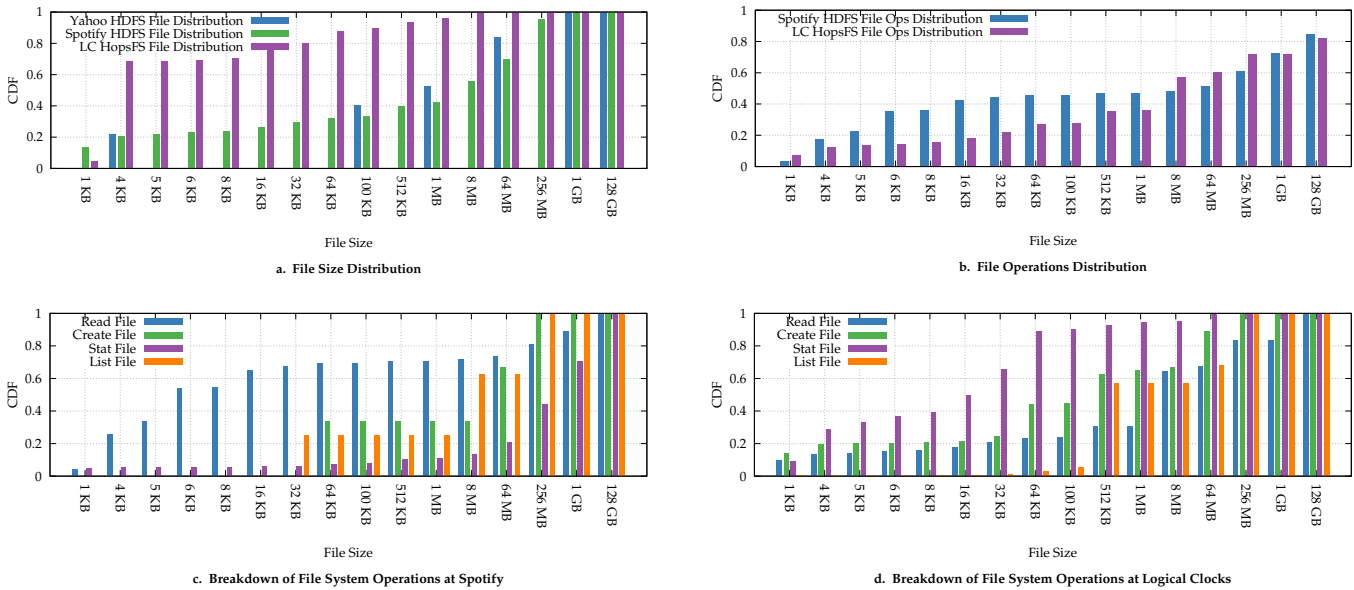 Yahoo HDFS File Distribution
Spotify HDFS File Distribution
LC HopsFS File Distribution
CDF
1
0.8
0.6
0.4
0.2
0
1 KB
4 KB
5 KB
6 KB
8 KB
16 KB
32 KB
64 KB
100 KB
512 KB
1 MB
8 MB
64 MB
256 MB
1 GB
128 GB
File Size
a. File Size Distribution
Spotify HDFS File Ops Distribution
LC HopsFS File Ops Distribution
CDF
1
0.8
0.6
0.4
0.2
0
1 KB
4 KB
5 KB
6 KB
8 KB
16 KB
32 KB
64 KB
100 KB
512 KB
1 MB
8 MB
64 MB
256 MB
1 GB
128 GB
File Size
b. File Operations Distribution
Read File
Create File
Stat File
List File
CDF
1
0.8
0.6
0.4
0.2
0
1 KB
4 KB
5 KB
6 KB
8 KB
16 KB
32 KB
64 KB
100 KB
512 KB
1 MB
8 MB
64 MB
256 MB
1 GB
128 GB
File Size
c. Breakdown of File System Operations at Spotify
Read File
Create File
Stat File
List File
CDF
1
0.8
0.6
0.4
0.2
0
1 KB
4 KB
5 KB
6 KB
8 KB
16 KB
32 KB
64 KB
100 KB
512 KB
1 MB
8 MB
64 MB
256 MB
1 GB
128 GB
File Size
d. Breakdown of File System Operations at Logical Clocks